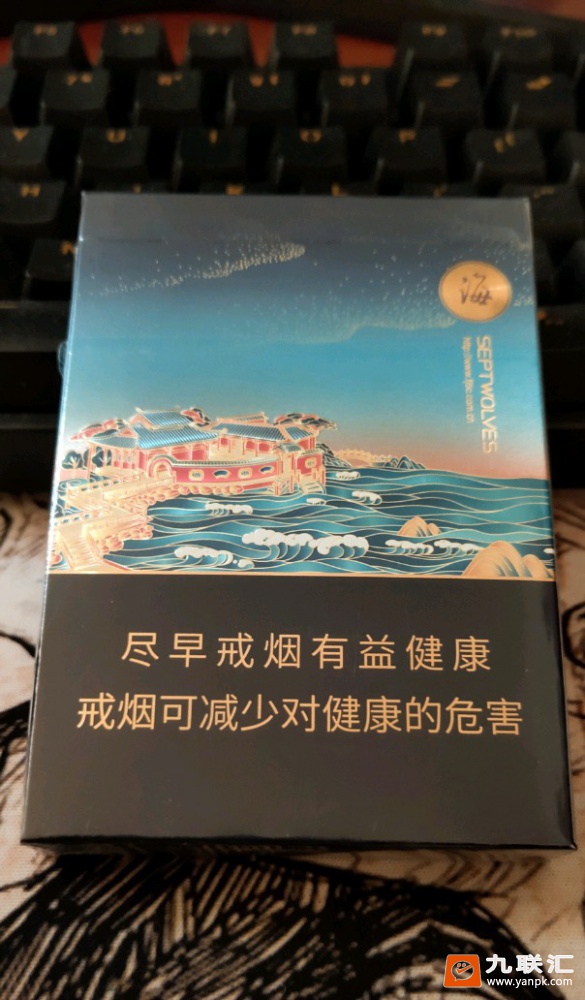 海
SEPTWOLVES
尽早戒烟有益健康
戒烟可减少对健康的危害
九联汇
www.yanpk.com